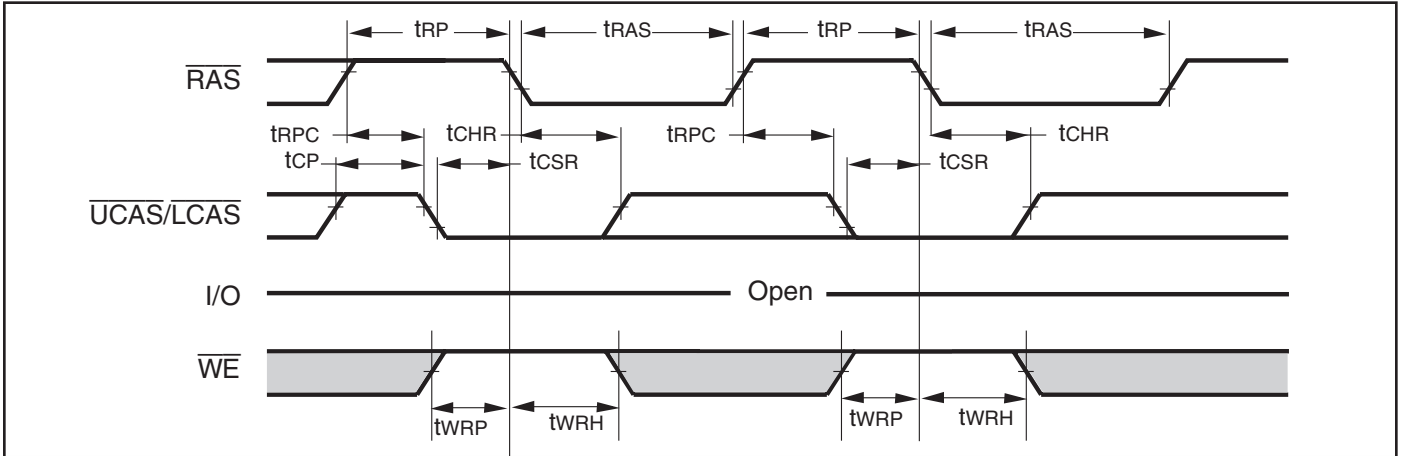 tRP tRAS tRP tRAS
RAS
tRPC tCHR tRPC tCHR
tCP tCSR tCSR
UCAS/LCAS
I/O Open
WE
tWRP tWRH tWRP tWRH